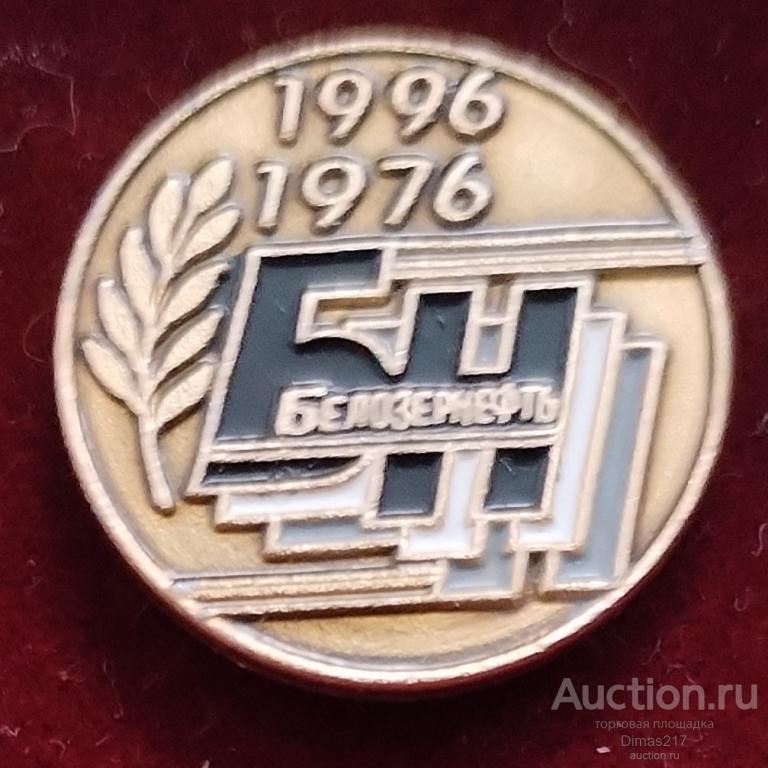 1996
1976
БН
БЕЛОЗЕРНЕФТЬ
Auction.ru
торговая площадка
Dimas217
auction.ru